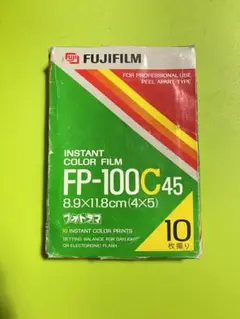 FUJIFILM
FOR PROFESSIONAL USE
PEEL APART TYPE
INSTANT
COLOR FILM
FP-100C45
8.9×11.8cm(4×5)
フォトラマ
10 INSTANT COLOR PRINTS
SETTING BALANCE FOR DAYLIGHT
OR ELECTRONIC FLASH
10
枚撮り